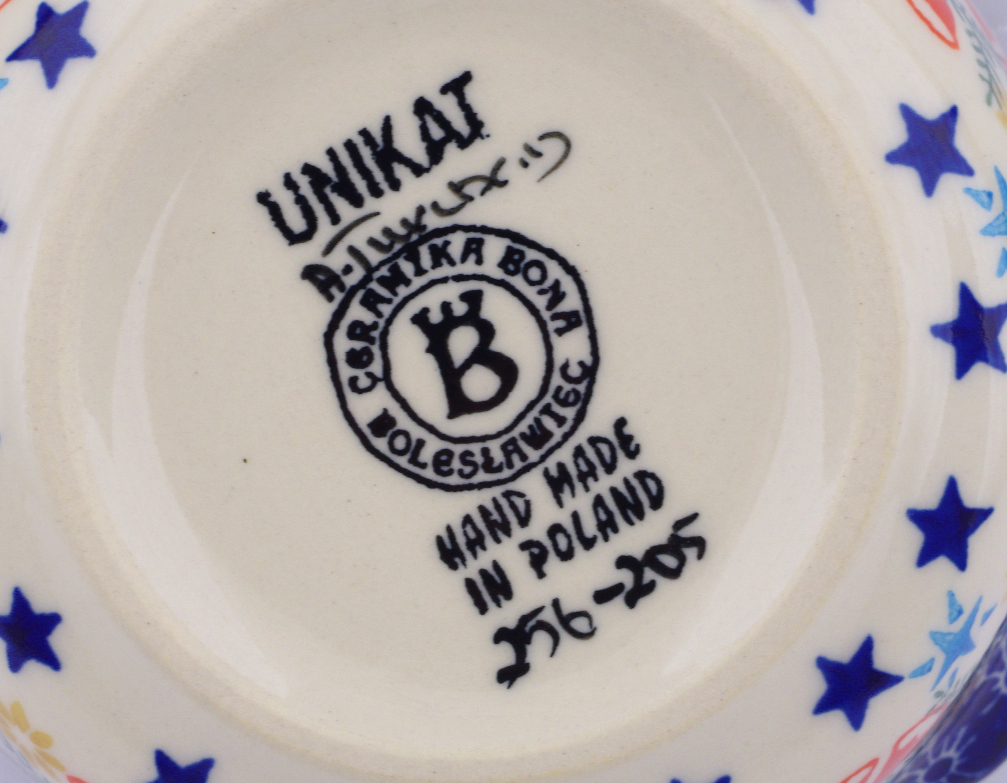 UNIKAT
CERAMIKA BONA
B
BOLESŁAWIEC
HAND MADE
IN POLAND
256-205